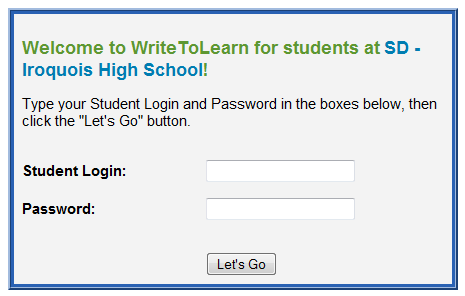 Welcome to WriteToLearn for students at SD -
Iroquois High School!
Type your Student Login and Password in the boxes below, then
click the "Let's Go" button.
Student Login:
Password:
Let's Go